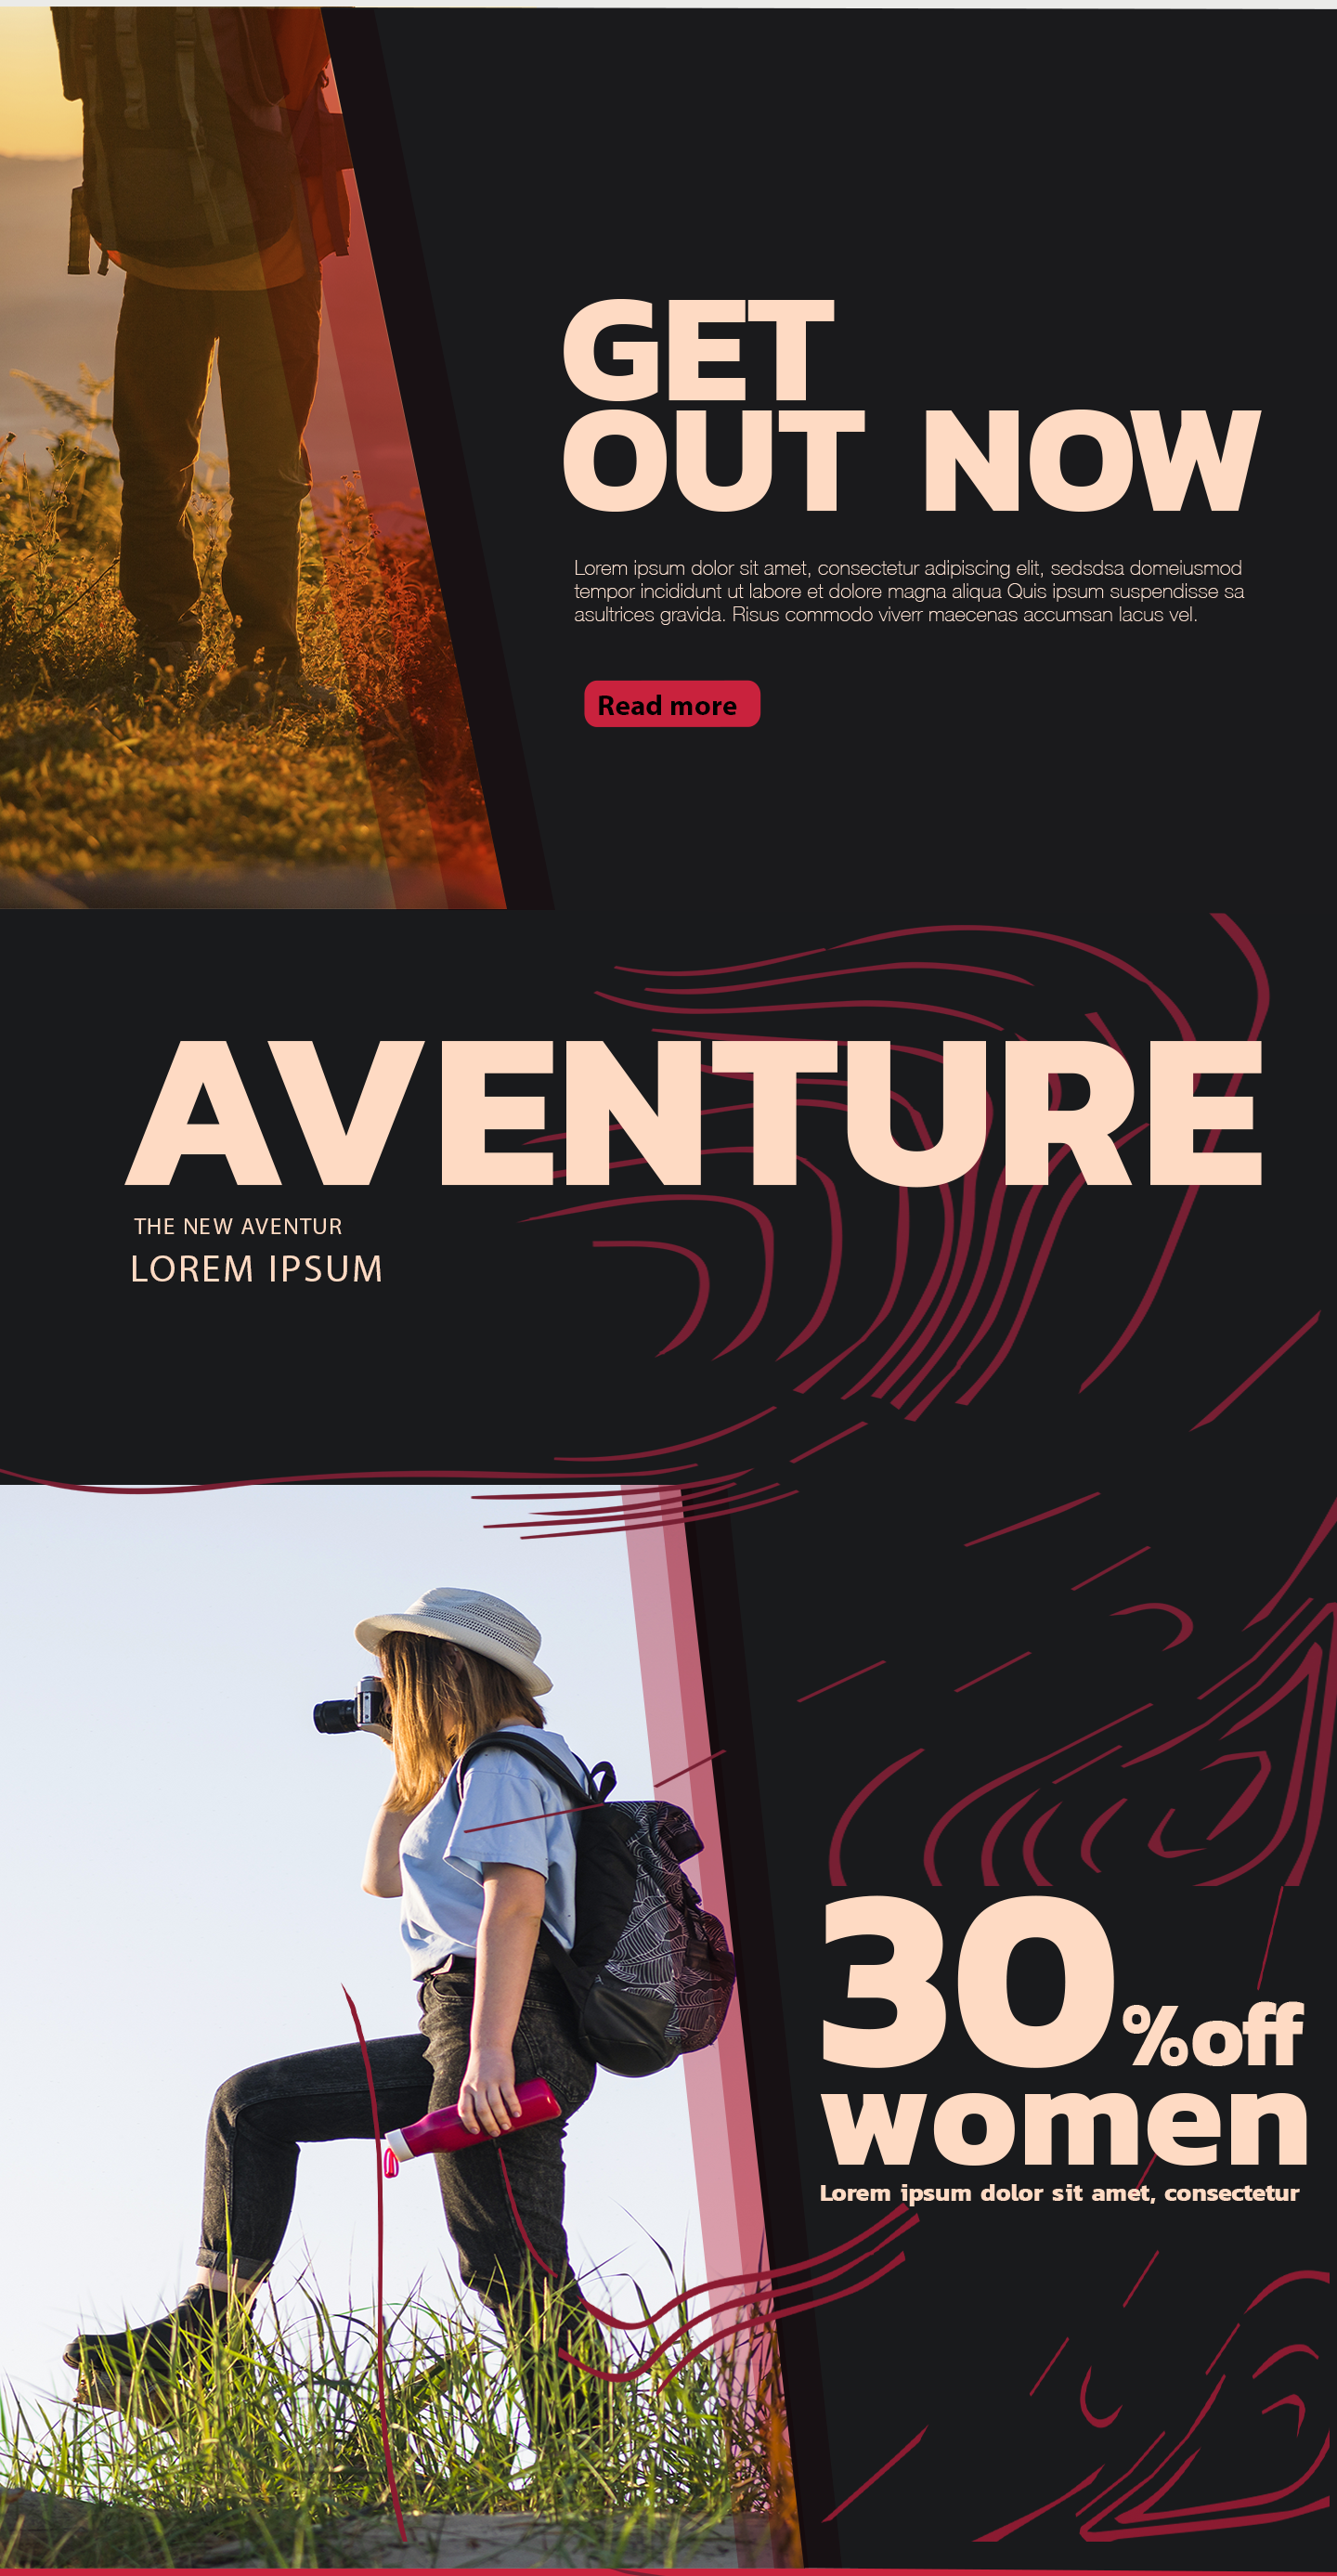 GET
OUT NOW
Lorem ipsum dolor sit amet, consectetur adipiscing elit, sedsdsa domeiusmod
tempor incididunt ut labore et dolore magna aliqua Quis ipsum suspendisse sa
asultrices gravida. Risus commodo viverr maecenas accumsan lacus vel.
Read more
AVENTURE
THE NEW AVENTUR
LOREM IPSUM
30%off
women
Lorem ipsum dolor sit amet, consectetur